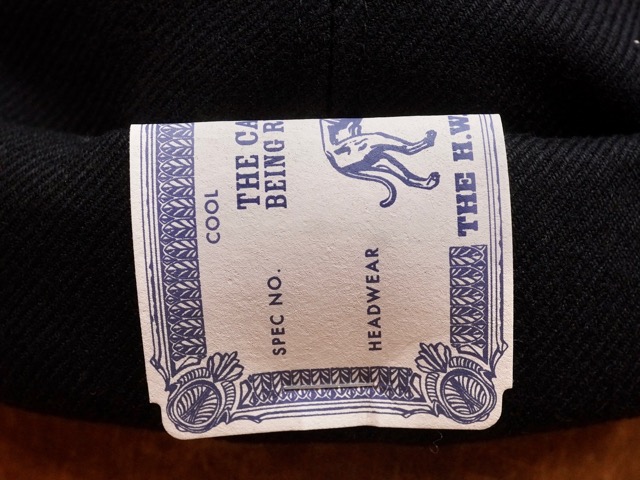 COOL
THE CA
BEING R
SPEC NO.
HEADWEAR
THE H.W